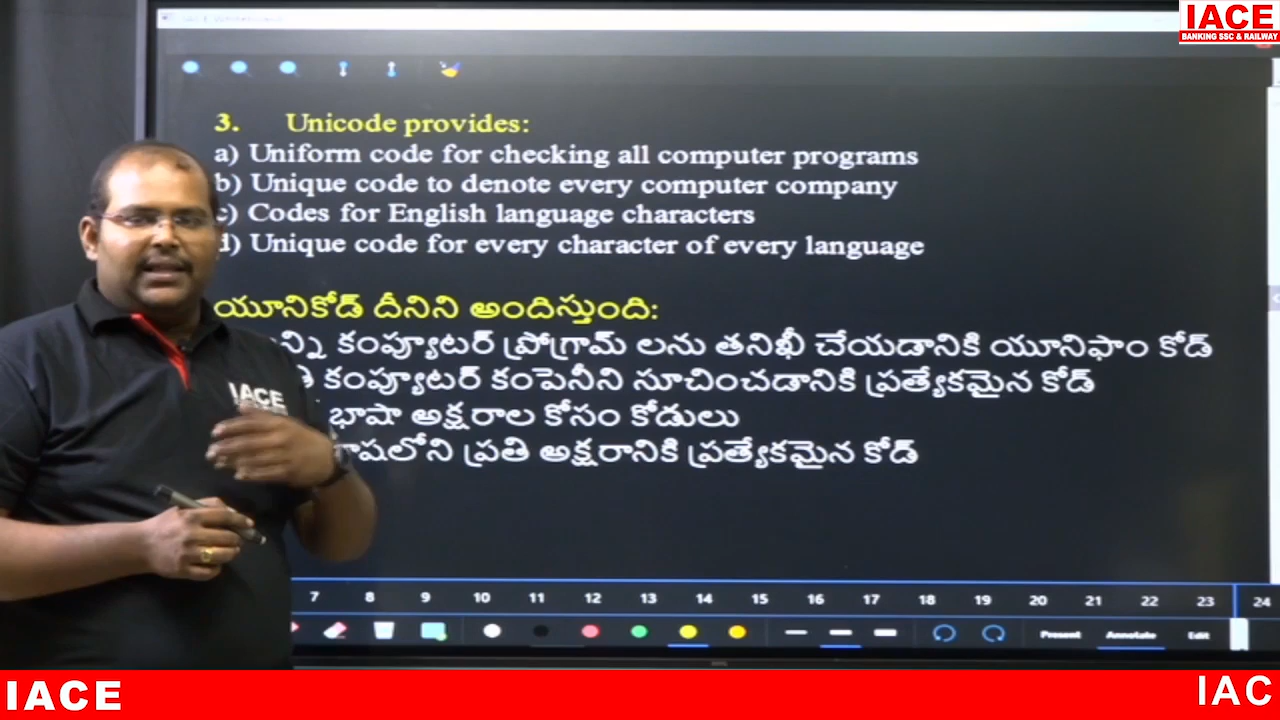 IACE
BANKING SSC & RAILWAY
3. Unicode provides:
a) Uniform code for checking all computer programs
b) Unique code to denote every computer company
c) Codes for English language characters
d) Unique code for every character of every language
యూనికోడ్ దీనిని అందిస్తుంది:
కంప్యూటర్ ప్రోగ్రామ్ లను తనిఖీ చేయడానికి యూనిఫాం కోడ్
కంప్యూటర్ కంపెనీని సూచించడానికి ప్రత్యేకమైన కోడ్
భాషా అక్షరాల కోసం కోడులు
ప్రతి అక్షరానికి ప్రత్యేకమైన కోడ్
IACE
7 8 9 10 11 12 13 14 15 16 17 18 19 20 21 22 23 24
Present Annotate Edit
IACE IAC